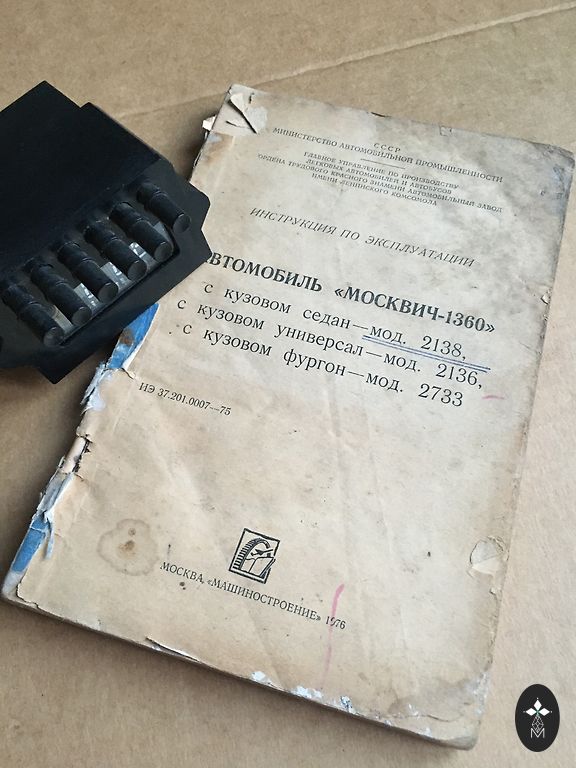 СССР
МИНИСТЕРСТВО АВТОМОБИЛЬНОЙ ПРОМЫШЛЕННОСТИ
ГЛАВНОЕ УПРАВЛЕНИЕ ПО ПРОИЗВОДСТВУ
ЛЕГКОВЫХ АВТОМОБИЛЕЙ И АВТОБУСОВ
ОРДЕНА ТРУДОВОГО КРАСНОГО ЗНАМЕНИ АВТОМОБИЛЬНЫЙ ЗАВОД
ИМЕНИ ЛЕНИНСКОГО КОМСОМОЛА
ИНСТРУКЦИЯ ПО ЭКСПЛУАТАЦИИ
ВТОМОБИЛЬ «МОСКВИЧ-1360»
с кузовом седан—мод. 2138,
с кузовом универсал—мод. 2136,
с кузовом фургон—мод. 2733
ИЭ 37.201.0007—75
МОСКВА, «МАШИНОСТРОЕНИЕ» 1976
М